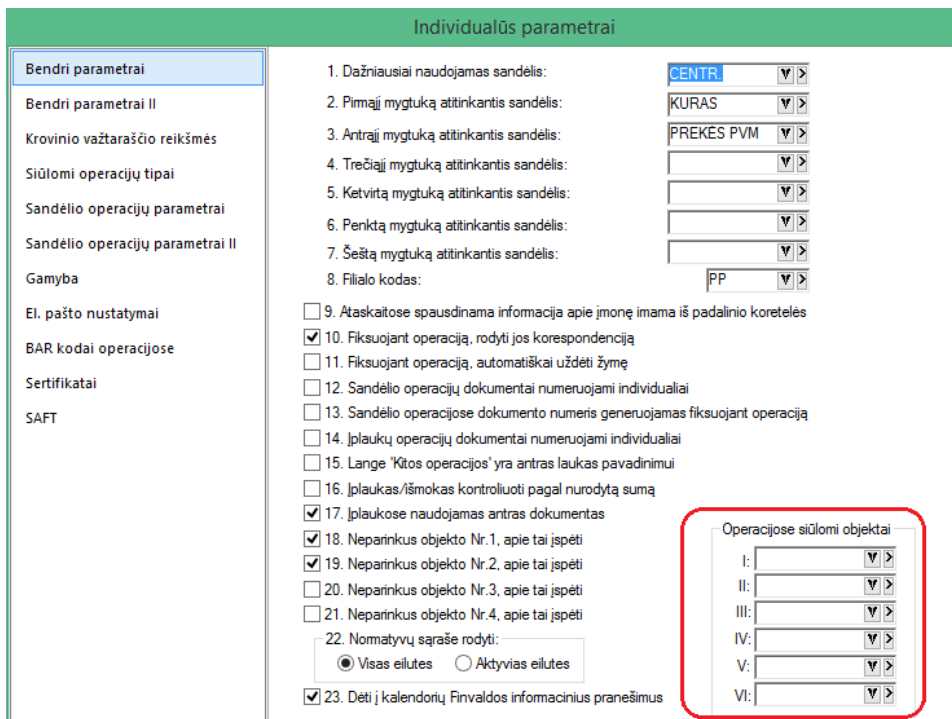 Individualūs parametrai
Bendri parametrai
Bendri parametrai II
Krovinio važtaraščio reikšmės
Siūlomi operacijų tipai
Sandėlio operacijų parametrai
Sandėlio operacijų parametrai II
Gamyba
El. pašto nustatymai
BAR kodai operacijose
Sertifikatai
SAFT
1. Dažniausiai naudojamas sandėlis: CENTR.
2. Pirmąjį mygtuką atitinkantis sandėlis: KURAS
3. Antrąjį mygtuką atitinkantis sandėlis: PREKĖS PVM
4. Trečiąjį mygtuką atitinkantis sandėlis:
5. Ketvirtą mygtuką atitinkantis sandėlis:
6. Penktą mygtuką atitinkantis sandėlis:
7. Šeštą mygtuką atitinkantis sandėlis:
8. Filialo kodas: PP
9. Ataskaitose spausdinama informacija apie įmonę imama iš padalinio kortelės
10. Fiksuojant operaciją, rodyti jos korespondenciją
11. Fiksuojant operaciją, automatiškai uždėti žymę
12. Sandėlio operacijų dokumentai numeruojami individualiai
13. Sandėlio operacijose dokumento numeris generuojamas fiksuojant operaciją
14. Įplaukų operacijų dokumentai numeruojami individualiai
15. Lange 'Kitos operacijos' yra antras laukas pavadinimui
16. Įplaukas/išmokas kontroliuoti pagal nurodytą sumą
17. Įplaukose naudojamas antras dokumentas
18. Neparinkus objekto Nr.1, apie tai įspėti
19. Neparinkus objekto Nr.2, apie tai įspėti
20. Neparinkus objekto Nr.3, apie tai įspėti
21. Neparinkus objekto Nr.4, apie tai įspėti
22. Normatyvų sąraše rodyti:
Visas eilutes Aktyvias eilutes
23. Dėti į kalendorių Finvaldos informacinius pranešimus
Operacijose siūlomi objektai
I:
II:
III:
IV:
V:
VI: